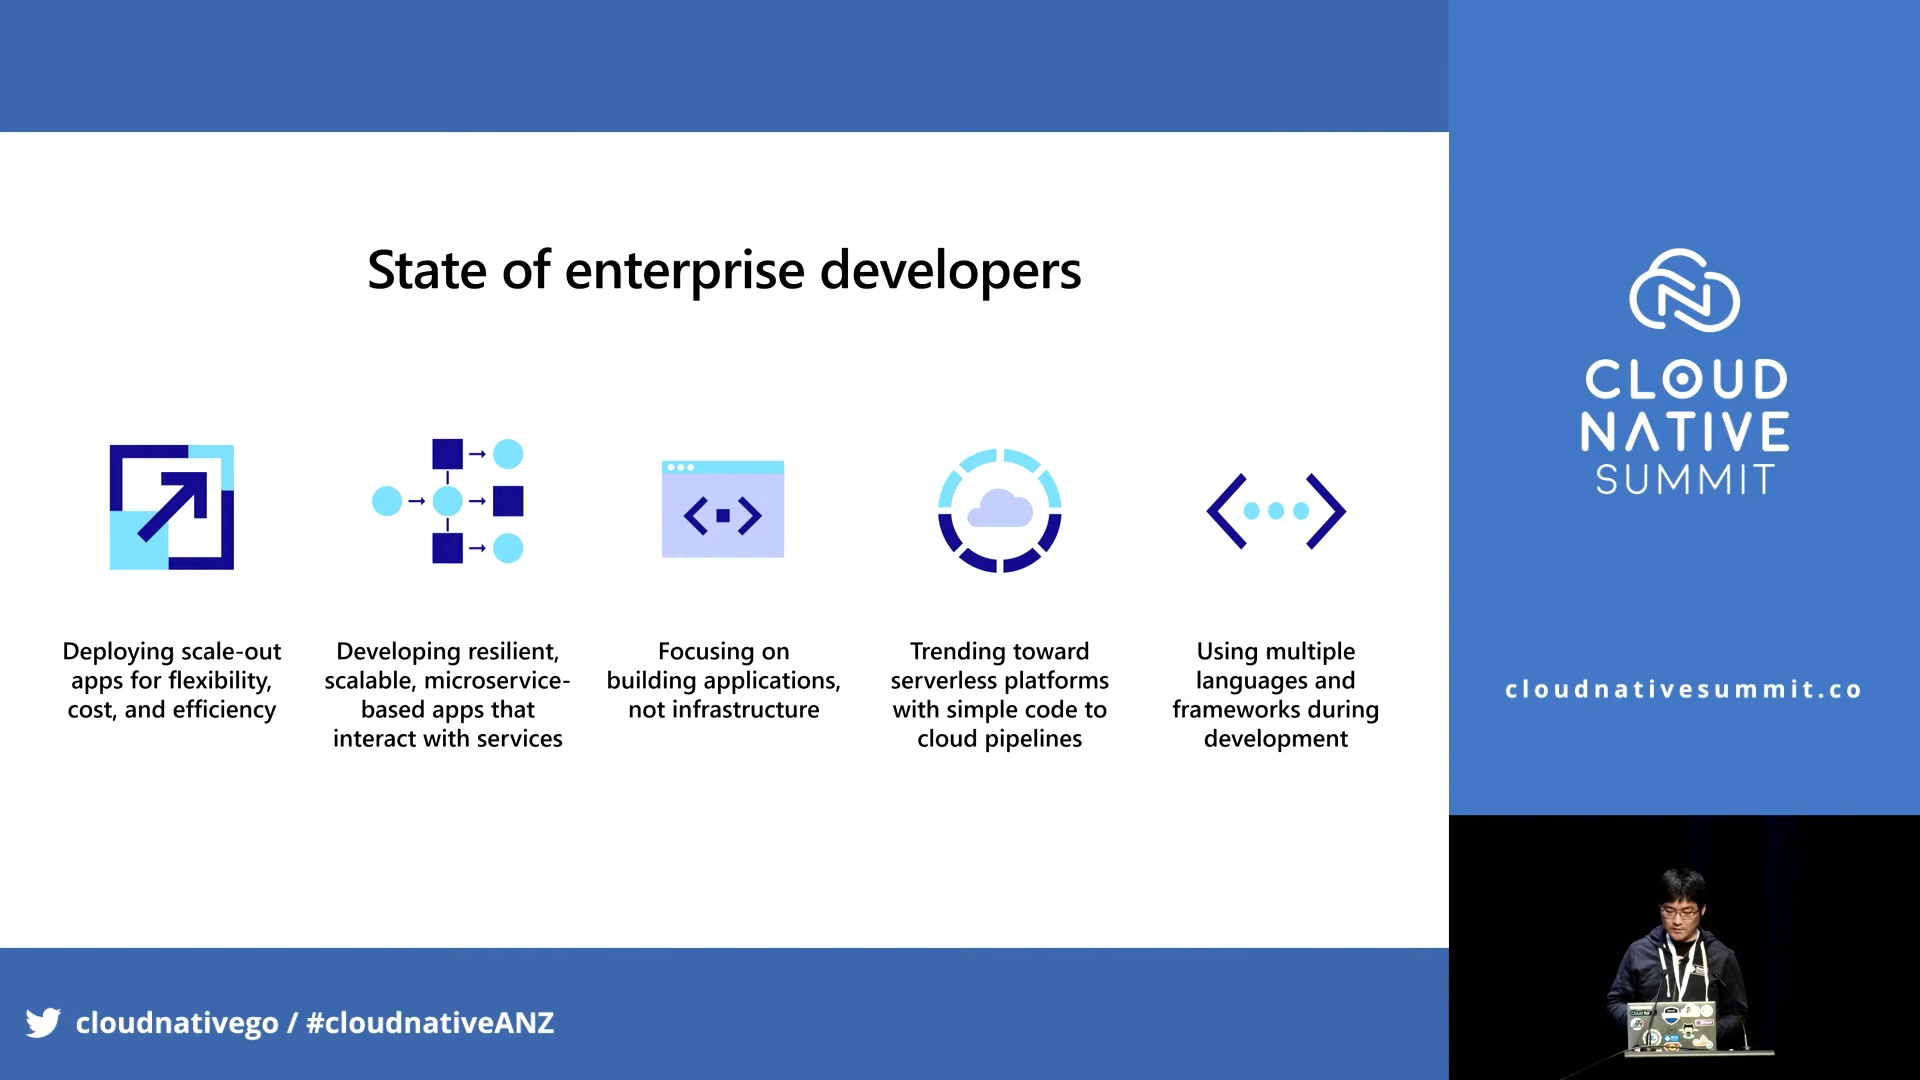 State of enterprise developers
Deploying scale-out
apps for flexibility,
cost, and efficiency
Developing resilient,
scalable, microservice-
based apps that
interact with services
Focusing on
building applications,
not infrastructure
Trending toward
serverless platforms
with simple code to
cloud pipelines
Using multiple
languages and
frameworks during
development
CLOUD
NATIVE
SUMMIT
cloudnativesummit.co
cloudnativego / #cloudnativeANZ